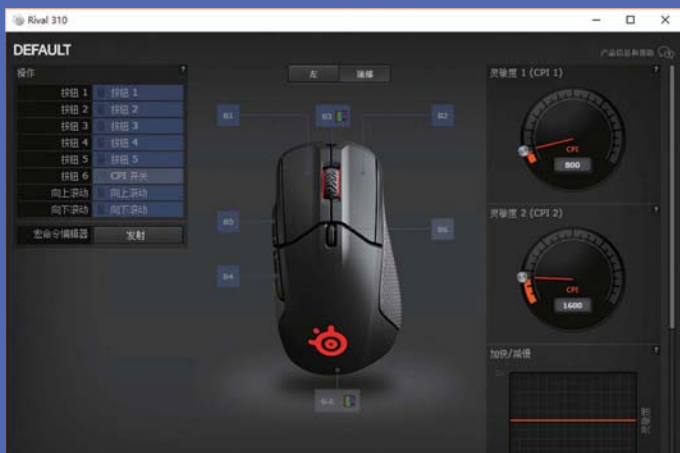 Rival 310
DEFAULT
产品信息和帮助
操作
按钮 1 按钮 1
按钮 2 按钮 2
按钮 3 按钮 3
按钮 4 按钮 4
按钮 5 按钮 5
按钮 6 CPI 开关
向上滚动 向上滚动
向下滚动 向下滚动
宏命令编辑器 发射
左 顶部
B1 B3 B2
B5 B6
B4
灵敏度 1 (CPI 1)
CPI
800
灵敏度 2 (CPI 2)
CPI
1600
加快/减慢